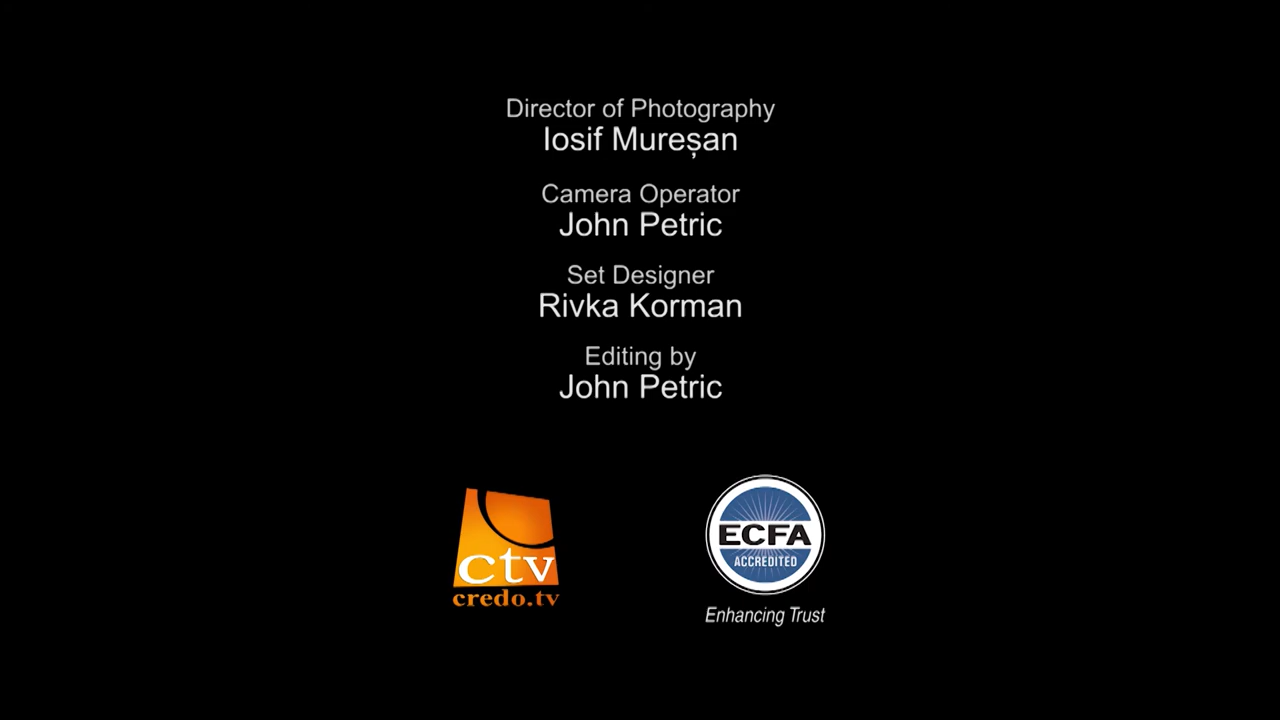 Director of Photography
Iosif Mureșan
Camera Operator
John Petric
Set Designer
Rivka Korman
Editing by
John Petric
ctv
credo.tv
ECFA
ACCREDITED
Enhancing Trust